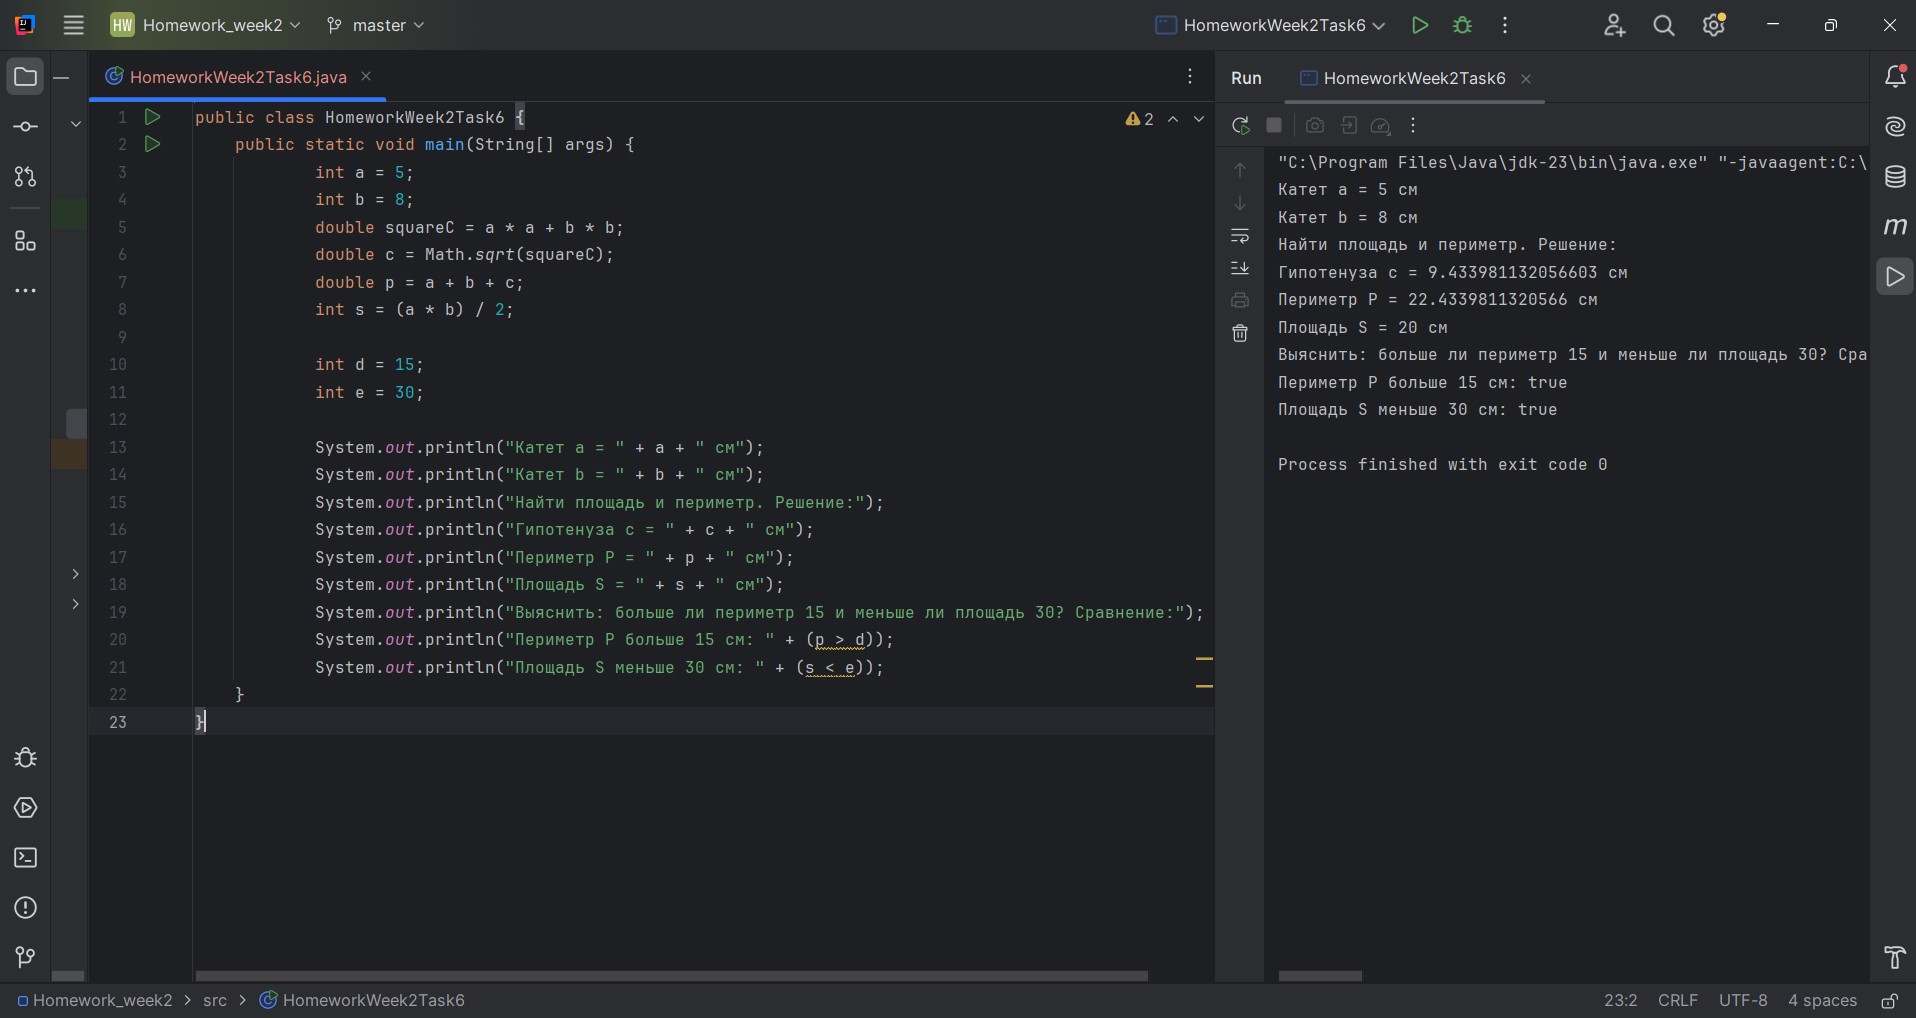 HW Homework_week2 master HomeworkWeek2Task6
HomeworkWeek2Task6.java
Run HomeworkWeek2Task6
1 public class HomeworkWeek2Task6 {
2 public static void main(String[] args) {
3 int a = 5;
4 int b = 8;
5 double squareC = a * a + b * b;
6 double c = Math.sqrt(squareC);
7 double p = a + b + c;
8 int s = (a * b) / 2;
9
10 int d = 15;
11 int e = 30;
12
13 System.out.println("Катет a = " + a + " см");
14 System.out.println("Катет b = " + b + " см");
15 System.out.println("Найти площадь и периметр. Решение:");
16 System.out.println("Гипотенуза c = " + c + " см");
17 System.out.println("Периметр P = " + p + " см");
18 System.out.println("Площадь S = " + s + " см");
19 System.out.println("Выяснить: больше ли периметр 15 и меньше ли площадь 30? Сравнение:");
20 System.out.println("Периметр P больше 15 см: " + (p > d));
21 System.out.println("Площадь S меньше 30 см: " + (s < e));
22 }
23 }
2
"C:\Program Files\Java\jdk-23\bin\java.exe" "-javaagent:C:\
Катет a = 5 см
Катет b = 8 см
Найти площадь и периметр. Решение:
Гипотенуза c = 9.433981132056603 см
Периметр P = 22.4339811320566 см
Площадь S = 20 см
Выяснить: больше ли периметр 15 и меньше ли площадь 30? Сра
Периметр P больше 15 см: true
Площадь S меньше 30 см: true
Process finished with exit code 0
Homework_week2 > src > HomeworkWeek2Task6
23:2 CRLF UTF-8 4 spaces